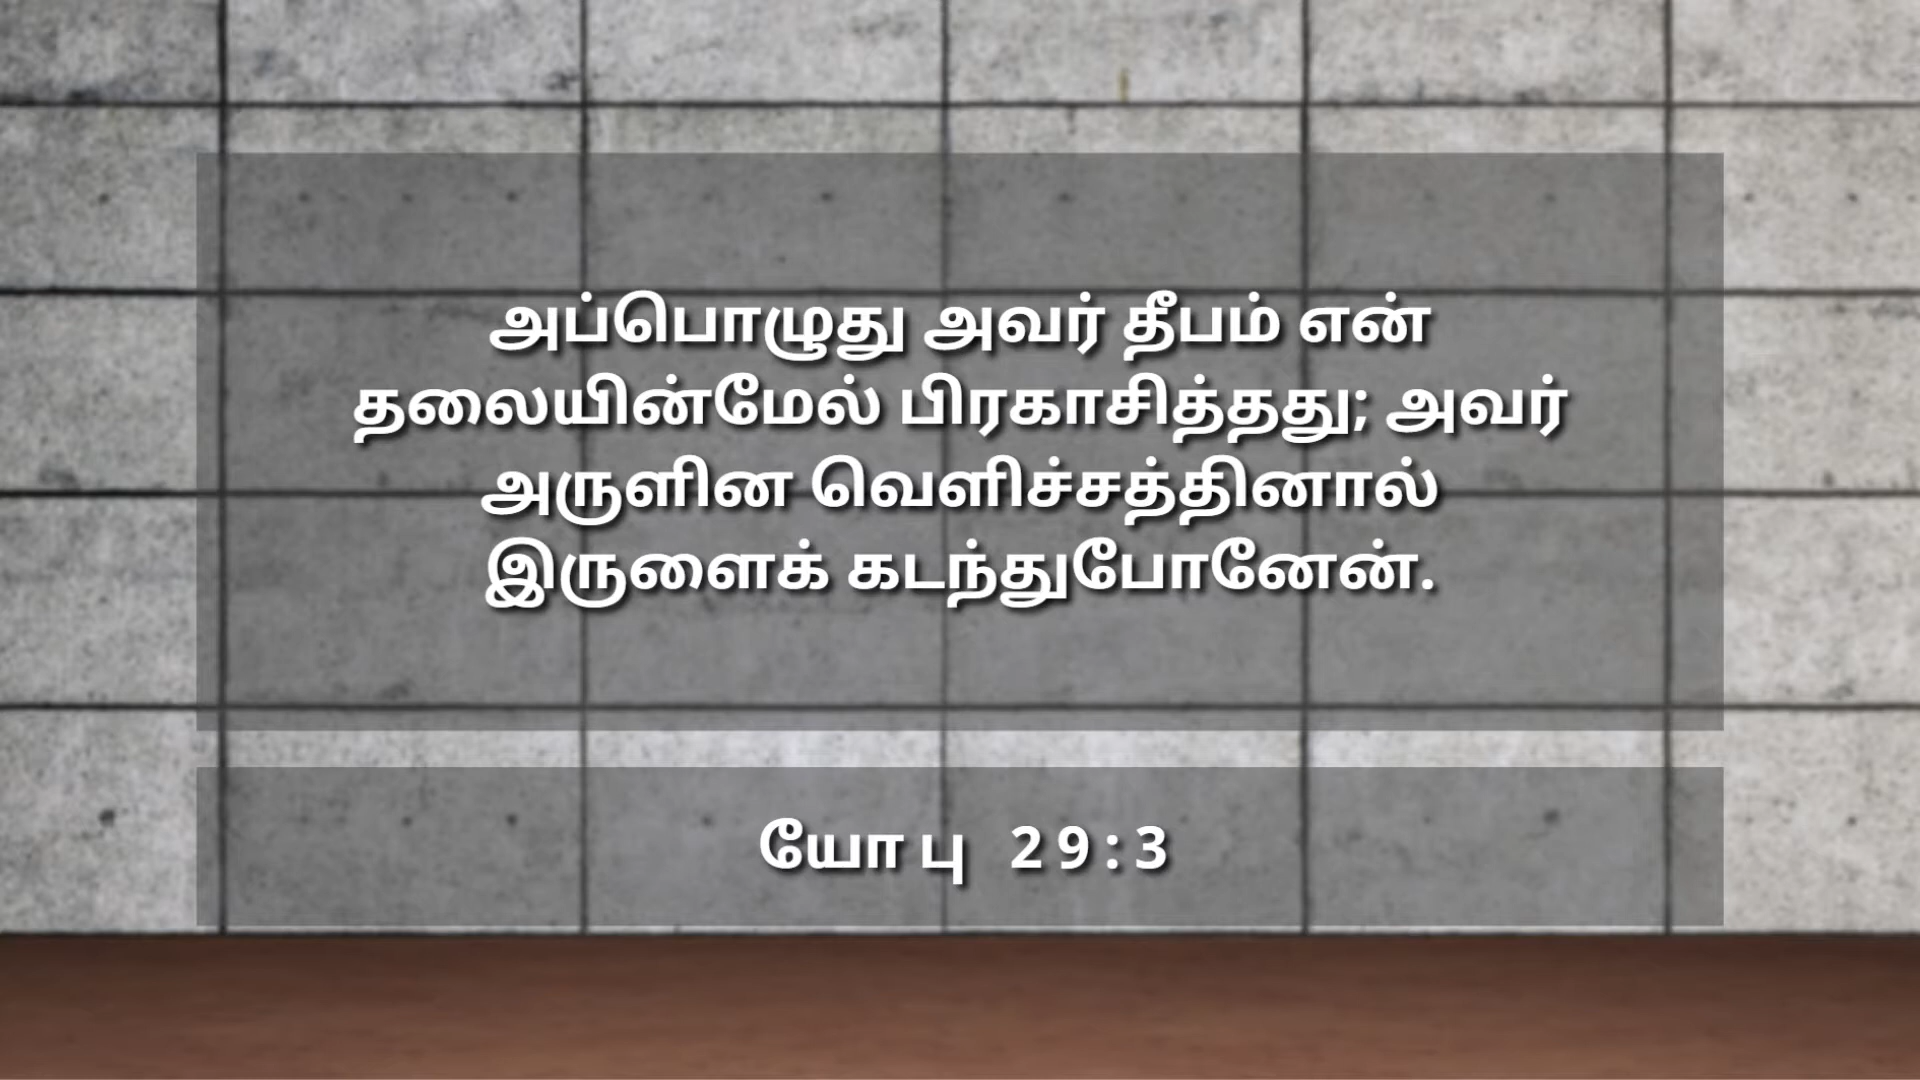 அப்பொழுது அவர் தீபம் என்
தலையின்மேல் பிரகாசித்தது; அவர்
அருளின வெளிச்சத்தினால்
இருளைக் கடந்துபோனேன்.
யோபு 29:3